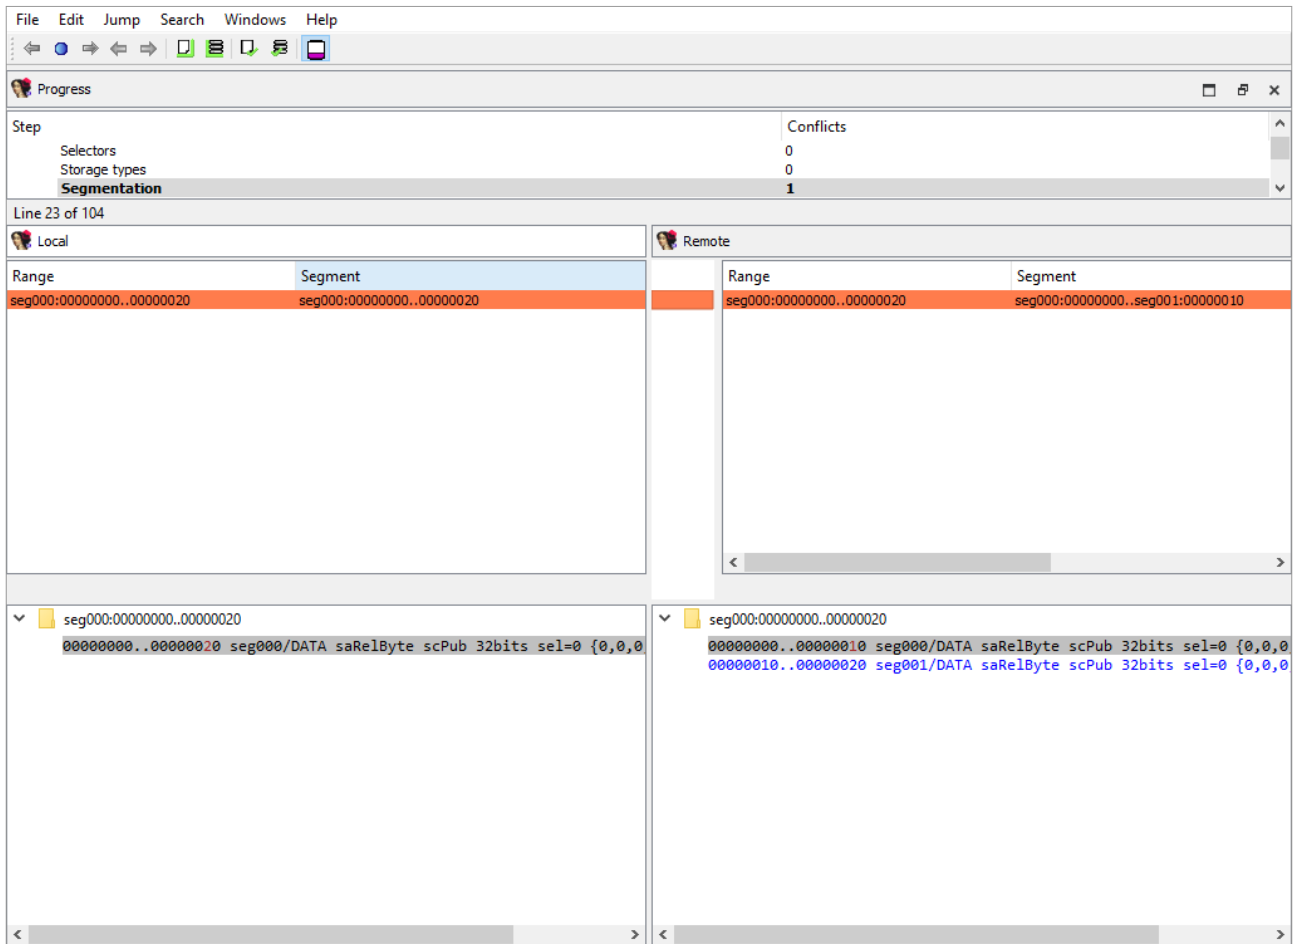 File Edit Jump Search Windows Help
Progress
Step Conflicts
Selectors 0
Storage types 0
Segmentation 1
Line 23 of 104
Local Remote
Range Segment Range Segment
seg000:00000000..00000020 seg000:00000000..00000020 seg000:00000000..00000020 seg000:00000000..seg001:00000010
seg000:00000000..00000020 seg000:00000000..00000020
00000000..00000020 seg000/DATA saRelByte scPub 32bits sel=0 {0,0,0 00000000..00000010 seg000/DATA saRelByte scPub 32bits sel=0 {0,0,0
00000010..00000020 seg001/DATA saRelByte scPub 32bits sel=0 {0,0,0